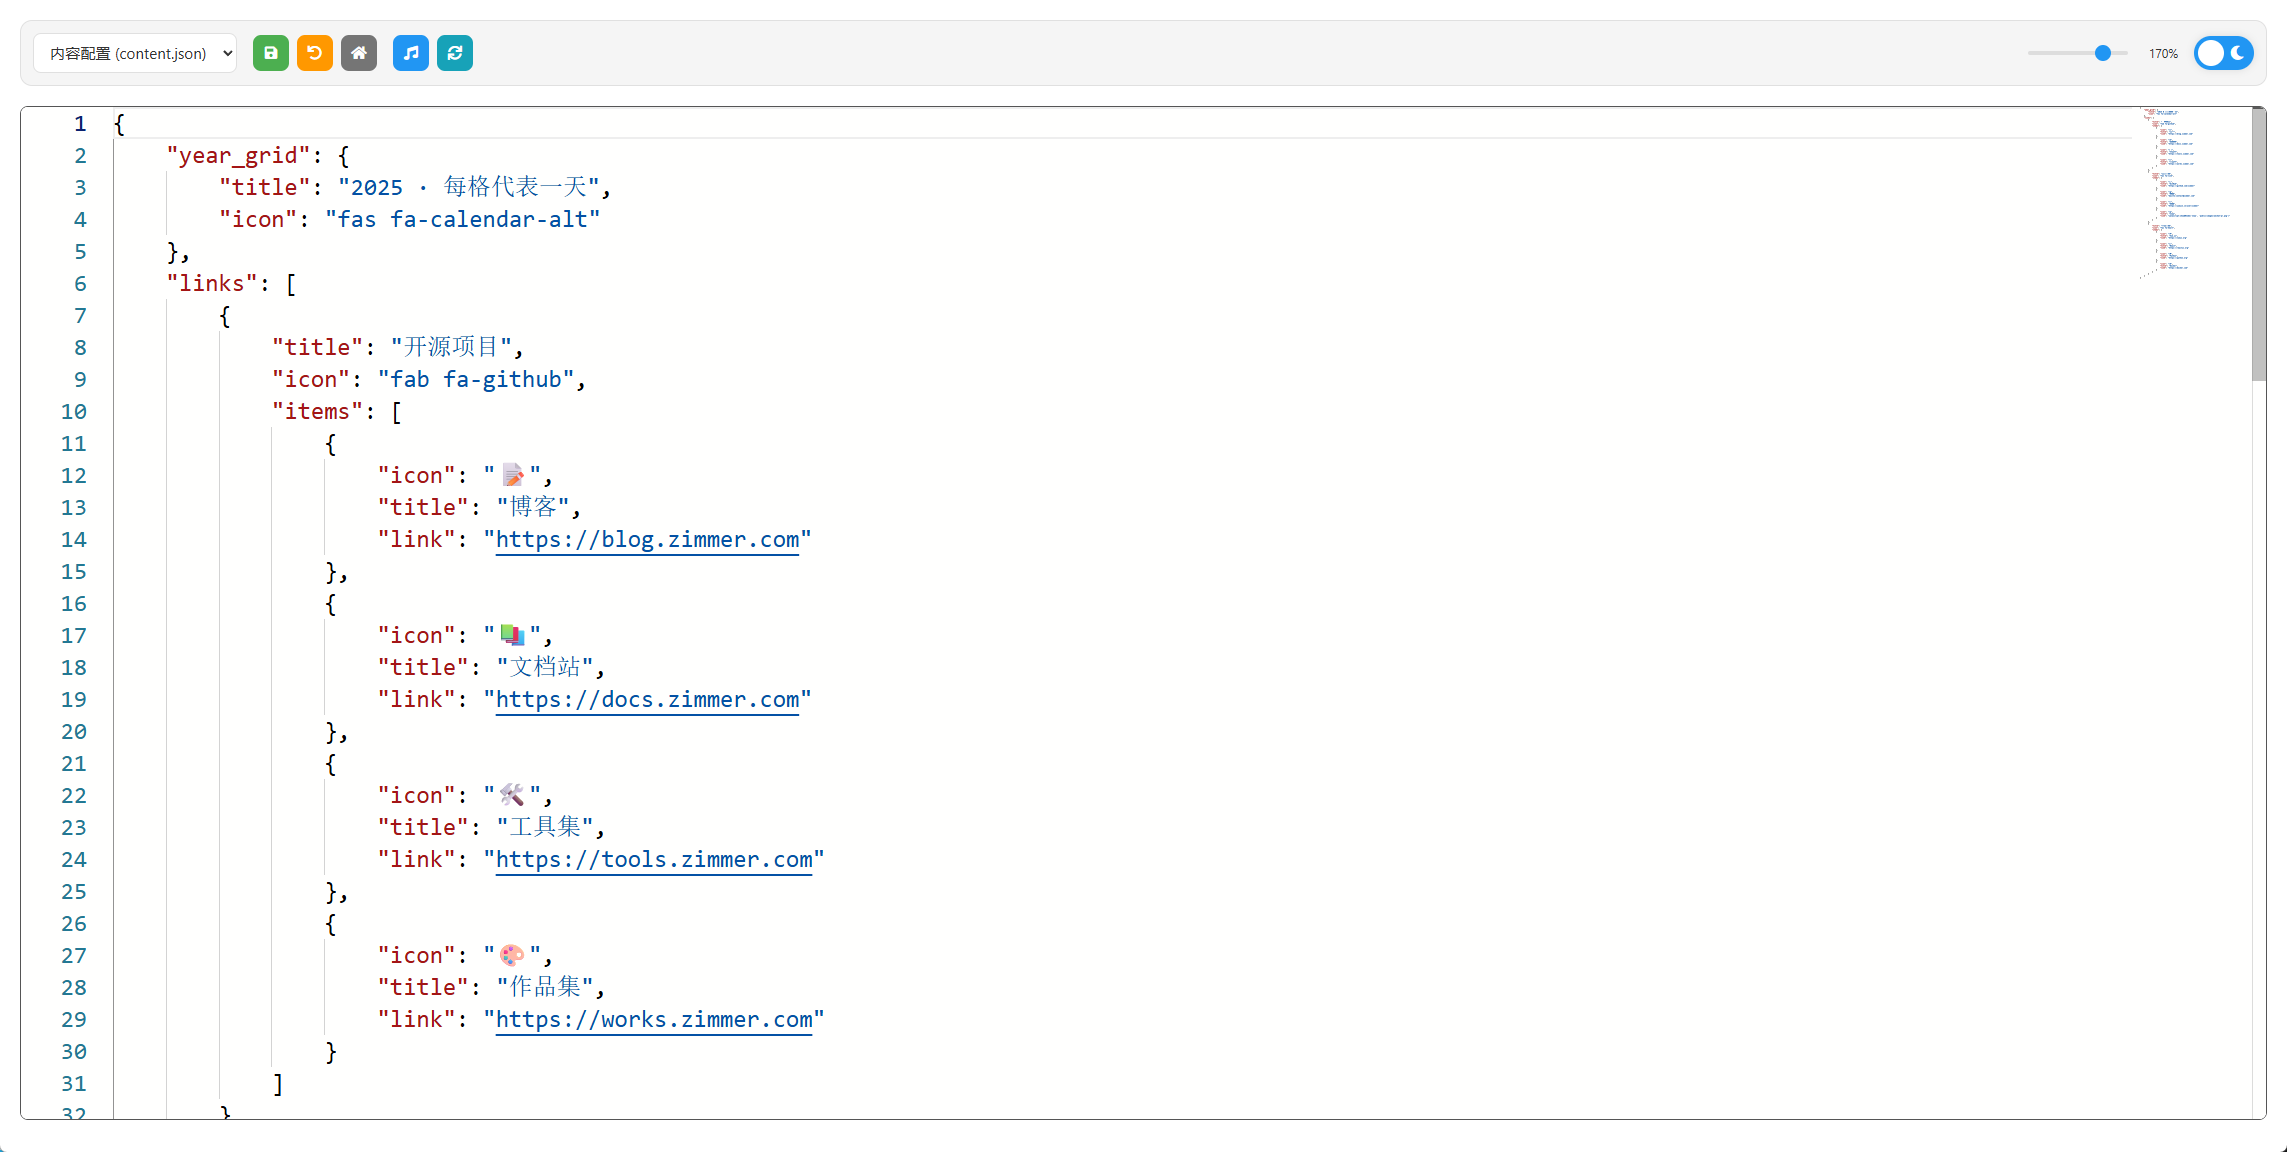 内容配置 (content.json)
170%
1 {
2 "year_grid": {
3 "title": "2025 · 每格代表一天",
4 "icon": "fas fa-calendar-alt"
5 },
6 "links": [
7 {
8 "title": "开源项目",
9 "icon": "fab fa-github",
10 "items": [
11 {
12 "icon": "📝",
13 "title": "博客",
14 "link": "https://blog.zimmer.com"
15 },
16 {
17 "icon": "📚",
18 "title": "文档站",
19 "link": "https://docs.zimmer.com"
20 },
21 {
22 "icon": "🛠️",
23 "title": "工具集",
24 "link": "https://tools.zimmer.com"
25 },
26 {
27 "icon": "🎨",
28 "title": "作品集",
29 "link": "https://works.zimmer.com"
30 }
31 ]
32 }